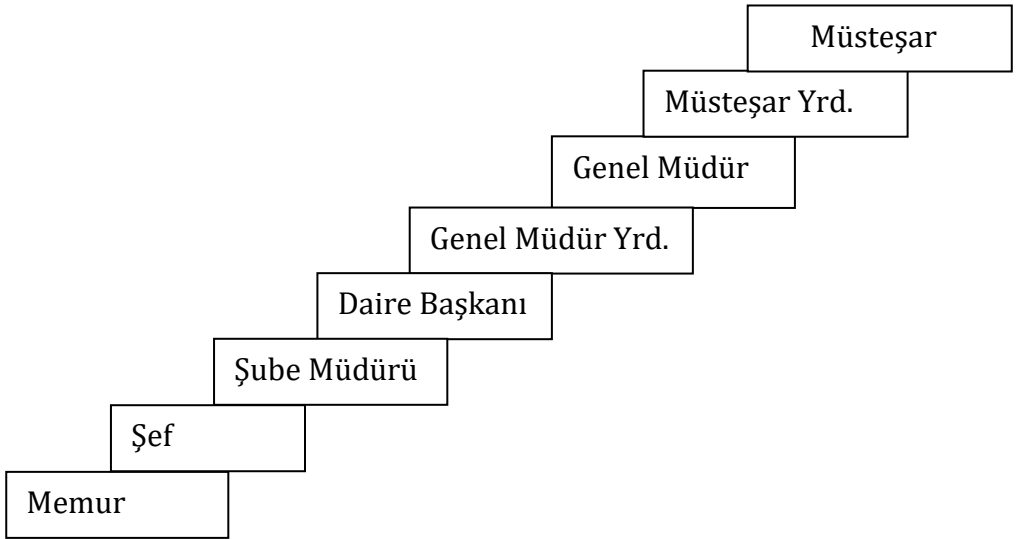 Müsteşar
Müsteşar Yrd.
Genel Müdür
Genel Müdür Yrd.
Daire Başkanı
Şube Müdürü
Şef
Memur